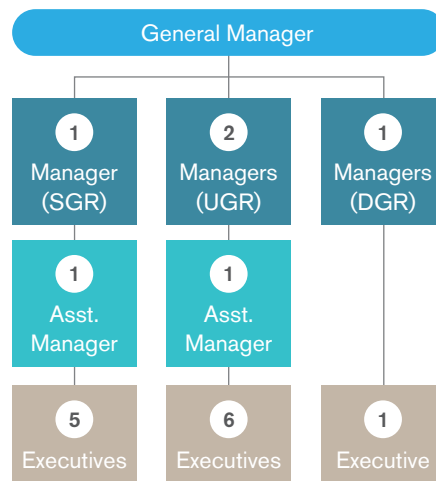 General Manager
1
Manager
(SGR)
2
Managers
(UGR)
1
Managers
(DGR)
1
Asst.
Manager
1
Asst.
Manager
5
Executives
6
Executives
1
Executive